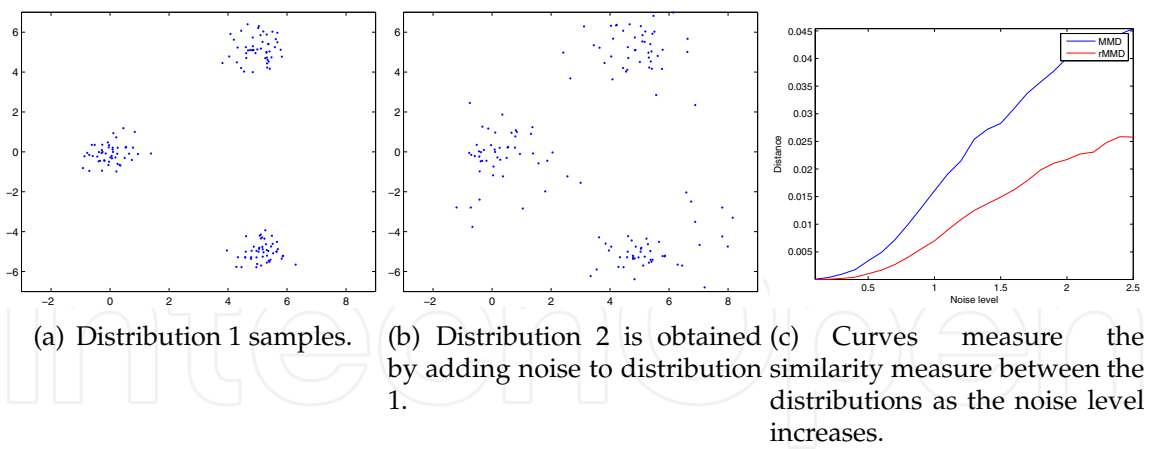 6
4
2
0
−2
−4
−6
−2 0 2 4 6 8
6
4
2
0
−2
−4
−6
−2 0 2 4 6 8
0.045
0.04
0.035
0.03
0.025
0.02
0.015
0.01
0.005
Distance
0.5 1 1.5 2 2.5
Noise level
MMD
rMMD
(a) Distribution 1 samples.
(b) Distribution 2 is obtained
by adding noise to distribution
1.
(c) Curves measure the
similarity measure between the
distributions as the noise level
increases.
IntechOpen